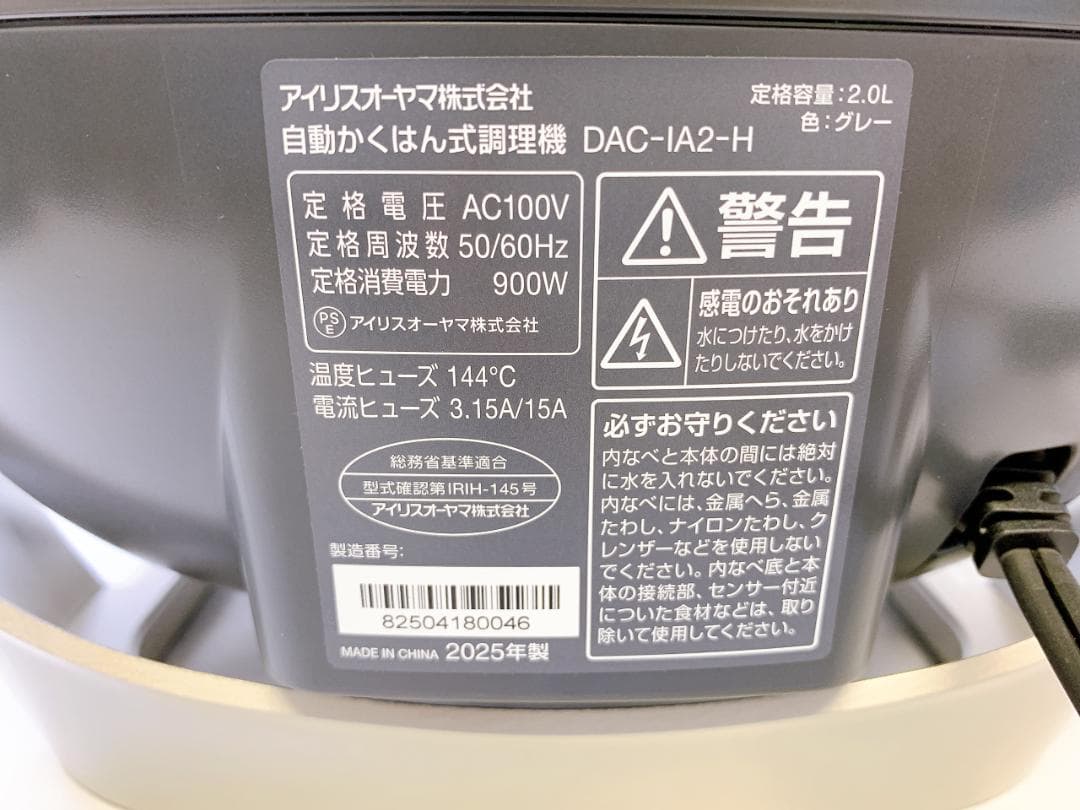 アイリスオーヤマ株式会社
自動かくはん式調理機 DAC-IA2-H
定格容量:2.0L
色:グレー
定格電圧 AC100V
定格周波数 50/60Hz
定格消費電力 900W
PSE アイリスオーヤマ株式会社
温度ヒューズ 144°C
電流ヒューズ 3.15A/15A
総務省基準適合
型式確認第IRIH-145号
アイリスオーヤマ株式会社
製造番号:
82504180046
MADE IN CHINA 2025年製
警告
感電のおそれあり
水につけたり、水をかけ
たりしないでください。
必ずお守りください
内なべと本体の間には絶対
に水を入れないでください。
内なべには、金属へら、金属
たわし、ナイロンたわし、ク
レンザーなどを使用しない
でください。内なべ底と本
体の接続部、センサー付近
についた食材などは、取り
除いて使用してください。